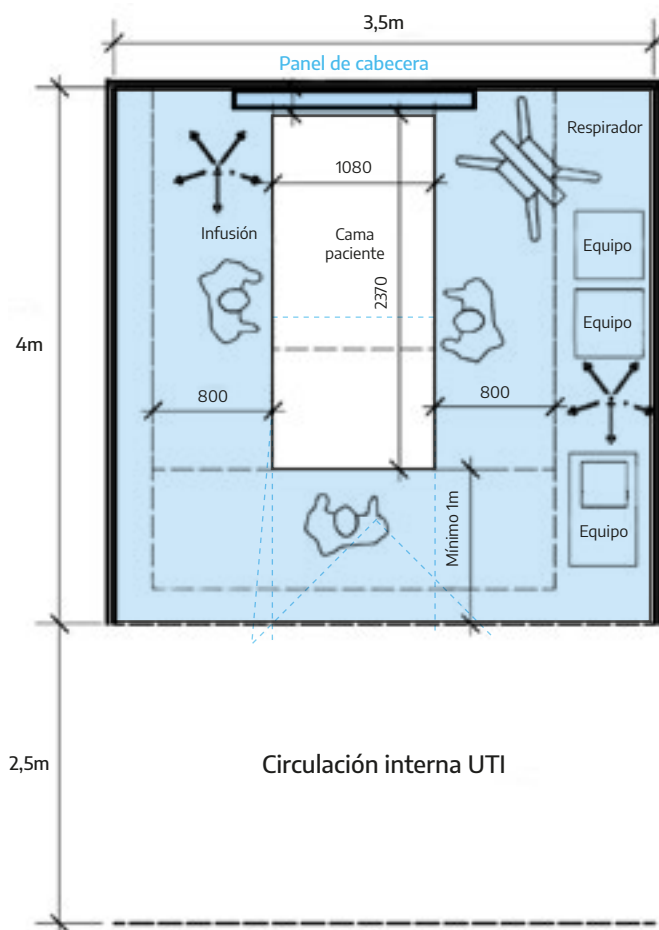 3,5m
Panel de cabecera
Respirador
1080
Infusión
Cama
paciente
Equipo
2370
Equipo
4m
800
800
Mínimo 1m
Equipo
2,5m
Circulación interna UTI